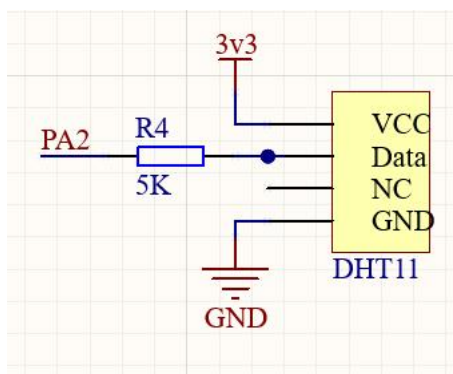 3v3
VCC
PA2
R4
5K
Data
NC
GND
DHT11
GND